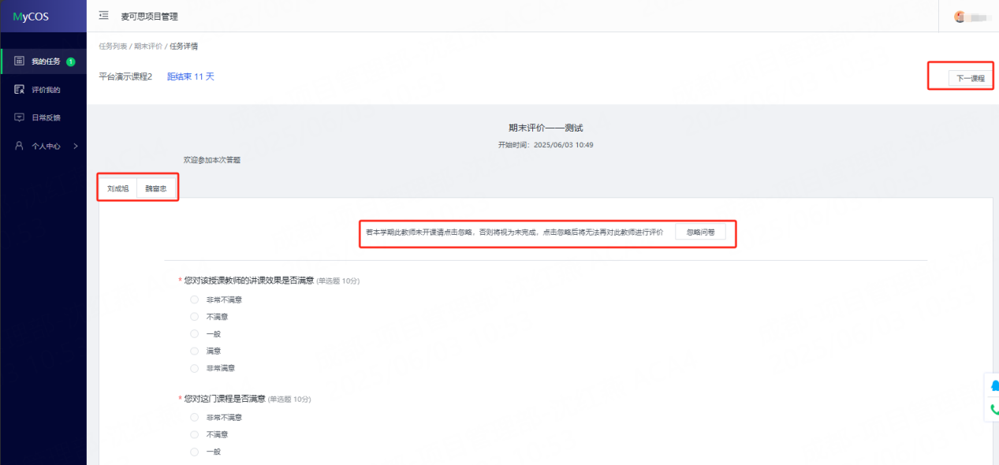 MyCOS
麦可思项目管理
任务列表 / 期末评价 / 任务详情
我的任务 1
平台演示课程2 距结束 11 天
下一课程
评价我的
日常反馈
个人中心
期末评价——测试
开始时间: 2025/06/03 10:49
欢迎参加本次答题
刘成旭 魏富忠
若本学期此教师未开课请点击忽略,否则将视为未完成,点击忽略后将无法再对此教师进行评价 忽略问卷
* 您对该授课教师的讲课效果是否满意 (单选题 10分)
非常不满意
不满意
一般
满意
非常满意
* 您对这门课程是否满意 (单选题 10分)
非常不满意
不满意
一般